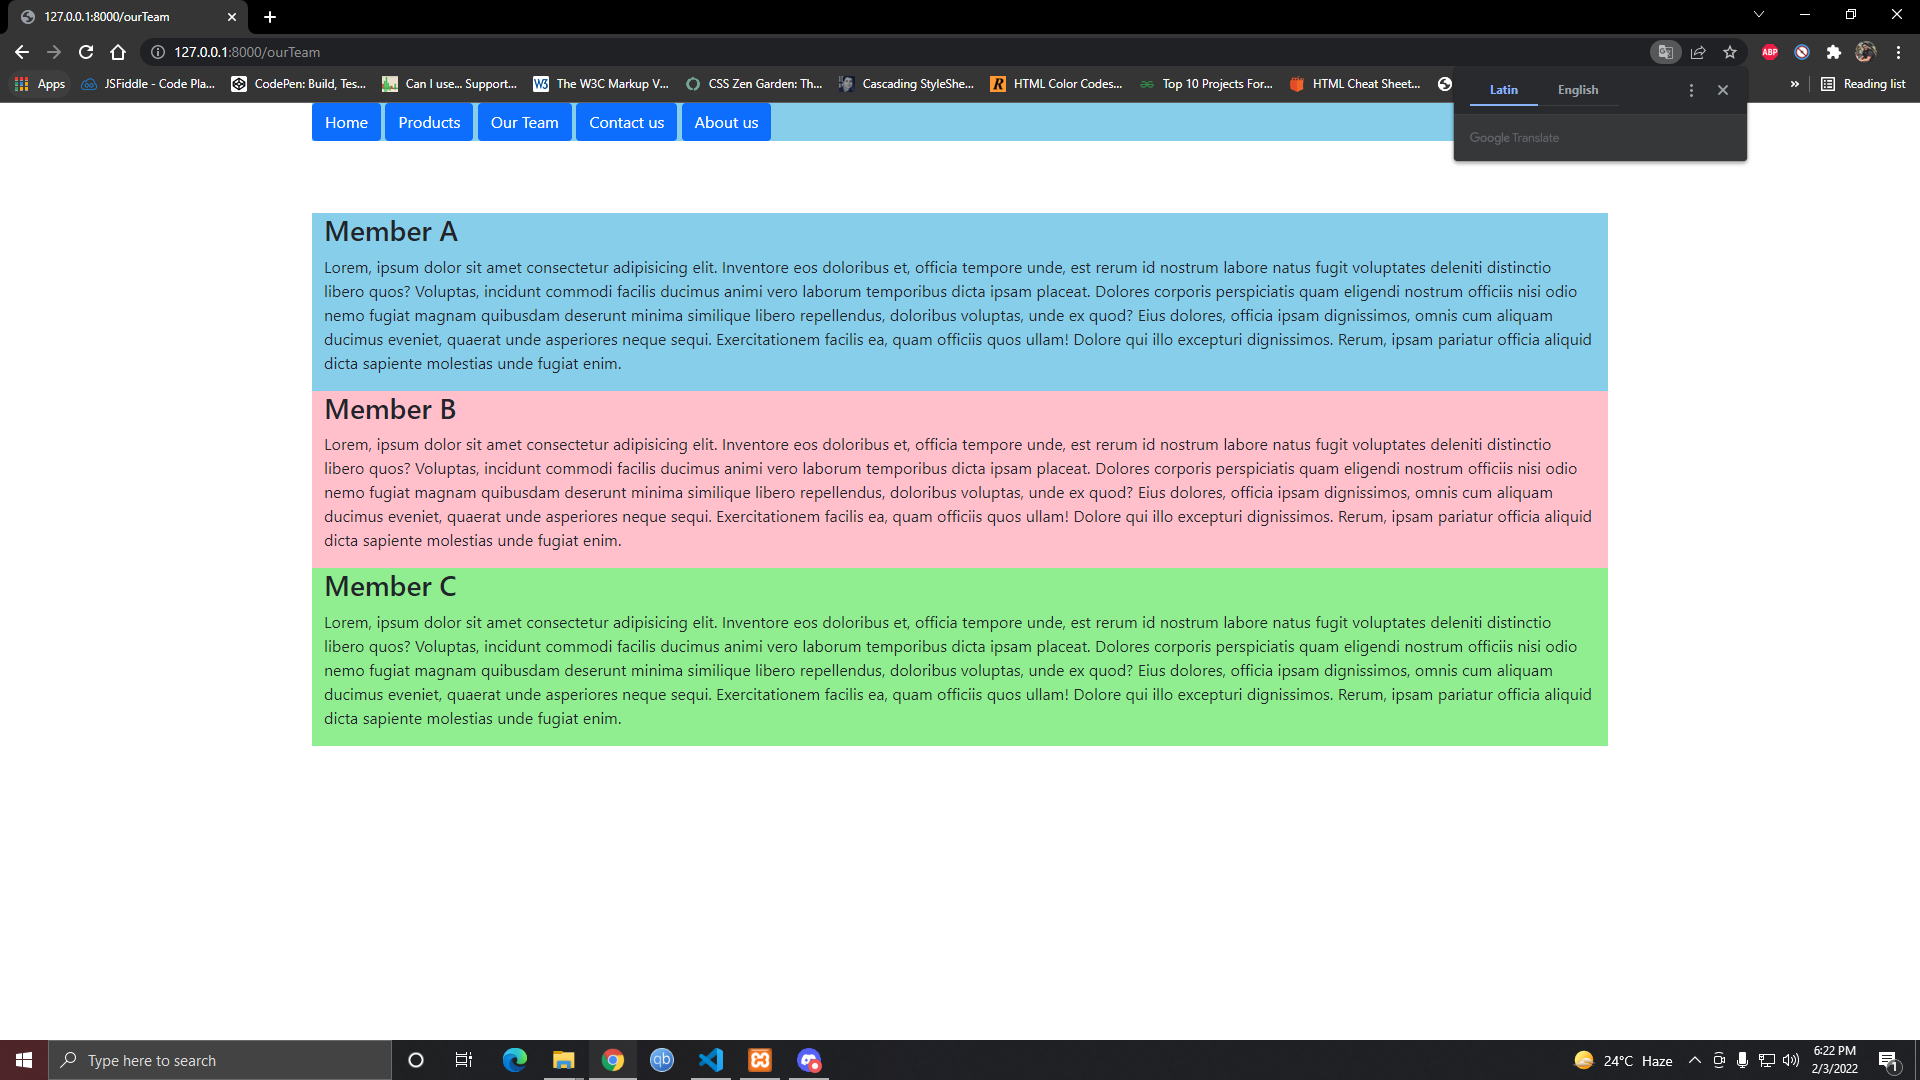 127.0.0.1:8000/ourTeam
127.0.0.1:8000/ourTeam
Apps JSFiddle - Code Pla... CodePen: Build, Tes... Can I use... Support... The W3C Markup V... CSS Zen Garden: Th... Cascading StyleShe... HTML Color Codes... Top 10 Projects For... HTML Cheat Sheet... » Reading list
ABP
Latin English
Google Translate
Home Products Our Team Contact us About us
Member A
Lorem, ipsum dolor sit amet consectetur adipisicing elit. Inventore eos doloribus et, officia tempore unde, est rerum id nostrum labore natus fugit voluptates deleniti distinctio
libero quos? Voluptas, incidunt commodi facilis ducimus animi vero laborum temporibus dicta ipsam placeat. Dolores corporis perspiciatis quam eligendi nostrum officiis nisi odio
nemo fugiat magnam quibusdam deserunt minima similique libero repellendus, doloribus voluptas, unde ex quod? Eius dolores, officia ipsam dignissimos, omnis cum aliquam
ducimus eveniet, quaerat unde asperiores neque sequi. Exercitationem facilis ea, quam officiis quos ullam! Dolore qui illo excepturi dignissimos. Rerum, ipsam pariatur officia aliquid
dicta sapiente molestias unde fugiat enim.
Member B
Lorem, ipsum dolor sit amet consectetur adipisicing elit. Inventore eos doloribus et, officia tempore unde, est rerum id nostrum labore natus fugit voluptates deleniti distinctio
libero quos? Voluptas, incidunt commodi facilis ducimus animi vero laborum temporibus dicta ipsam placeat. Dolores corporis perspiciatis quam eligendi nostrum officiis nisi odio
nemo fugiat magnam quibusdam deserunt minima similique libero repellendus, doloribus voluptas, unde ex quod? Eius dolores, officia ipsam dignissimos, omnis cum aliquam
ducimus eveniet, quaerat unde asperiores neque sequi. Exercitationem facilis ea, quam officiis quos ullam! Dolore qui illo excepturi dignissimos. Rerum, ipsam pariatur officia aliquid
dicta sapiente molestias unde fugiat enim.
Member C
Lorem, ipsum dolor sit amet consectetur adipisicing elit. Inventore eos doloribus et, officia tempore unde, est rerum id nostrum labore natus fugit voluptates deleniti distinctio
libero quos? Voluptas, incidunt commodi facilis ducimus animi vero laborum temporibus dicta ipsam placeat. Dolores corporis perspiciatis quam eligendi nostrum officiis nisi odio
nemo fugiat magnam quibusdam deserunt minima similique libero repellendus, doloribus voluptas, unde ex quod? Eius dolores, officia ipsam dignissimos, omnis cum aliquam
ducimus eveniet, quaerat unde asperiores neque sequi. Exercitationem facilis ea, quam officiis quos ullam! Dolore qui illo excepturi dignissimos. Rerum, ipsam pariatur officia aliquid
dicta sapiente molestias unde fugiat enim.
Type here to search
qb
24°C Haze
6:22 PM
2/3/2022
1